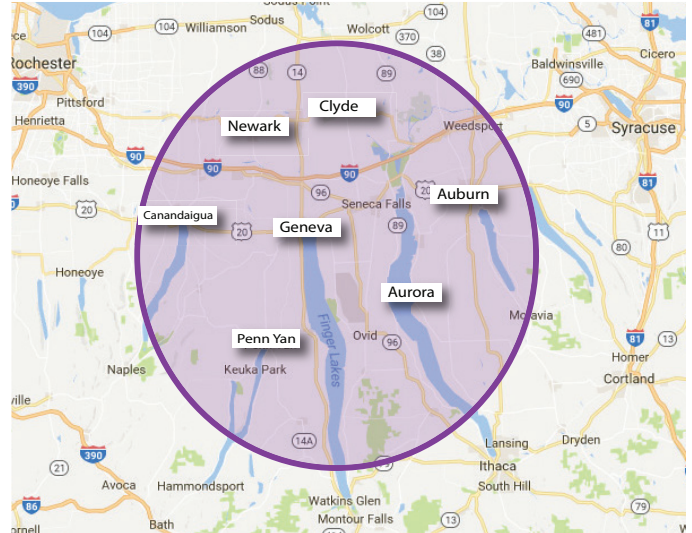 Sodus Point
104
Williamson
Sodus
104
Wolcott
104
370
481
Cicero
Rochester
390
88
14
89
38
Baldwinsville
690
Pittsford
Clyde
90
Henrietta
Newark
Weedsport
5
Syracuse
90
90
90
Honeoye Falls
96
20
81
20
Seneca Falls
Auburn
Canandaigua
20
Geneva
89
11
80
Honeoye
Aurora
Moravia
Penn Yan
Finger Lakes
Ovid
96
81
13
Homer
Naples
Keuka Park
Cortland
ville
14A
89
Lansing
Dryden
390
21
Ithaca
81
Avoca
Hammondsport
South Hill
86
Watkins Glen
79
Bath
Montour Falls
13
rnell